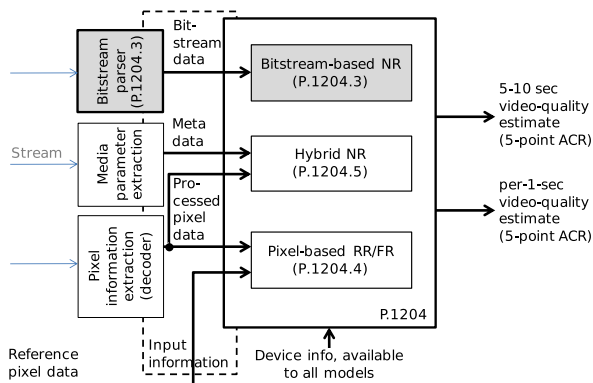 Bitstream
parser
(P.1204.3)
Bit-
stream
data
Bitstream-based NR
(P.1204.3)
5-10 sec
video-quality
estimate
(5-point ACR)
Stream
Media
parameter
extraction
Meta
data
Hybrid NR
(P.1204.5)
Pro-
cessed
pixel
data
per-1-sec
video-quality
estimate
(5-point ACR)
Pixel
information
extraction
(decoder)
Pixel-based RR/FR
(P.1204.4)
P.1204
Reference
pixel data
Input
information
Device info, available
to all models